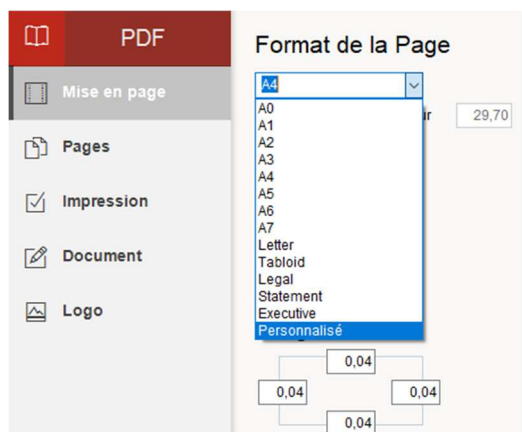 PDF
Mise en page
Pages
Impression
Document
Logo
Format de la Page
A4
29,70
A0
A1
A2
A3
A4
A5
A6
A7
Letter
Tabloid
Legal
Statement
Executive
Personnalisé
0,04
0,04 0,04
0,04